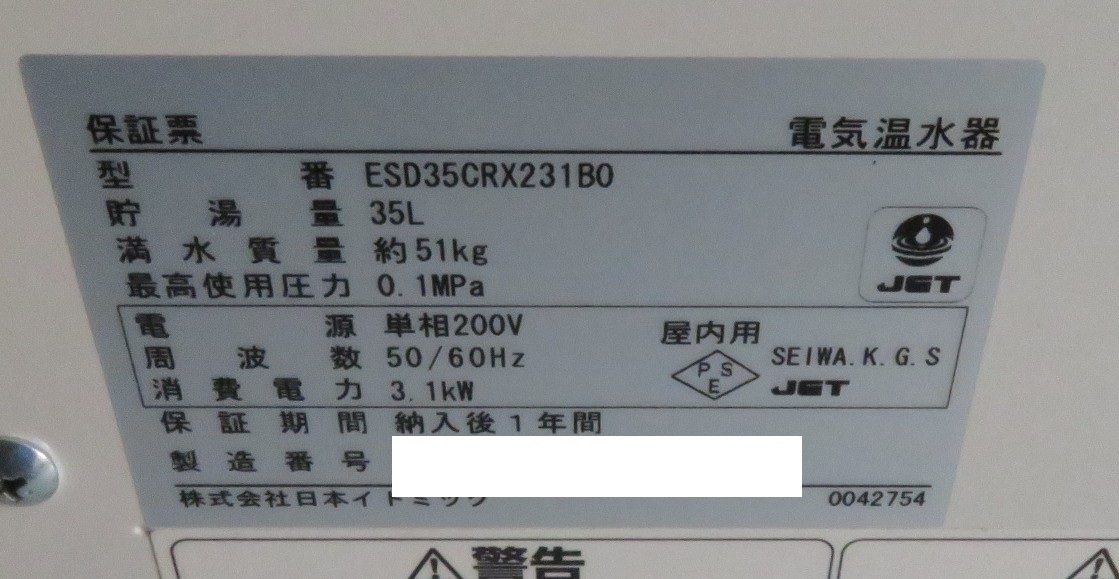 保証票 電気温水器
型番 ESD35CRX231B0
貯湯量 35L
満水質量 約51kg
最高使用圧力 0.1MPa
JET
電源 単相200V 屋内用
周波数 50/60Hz PSE SEIWA.K.G.S
消費電力 3.1kW JET
保証期間 納入後1年間
製造番号
株式会社日本イトミック 0042754
警告